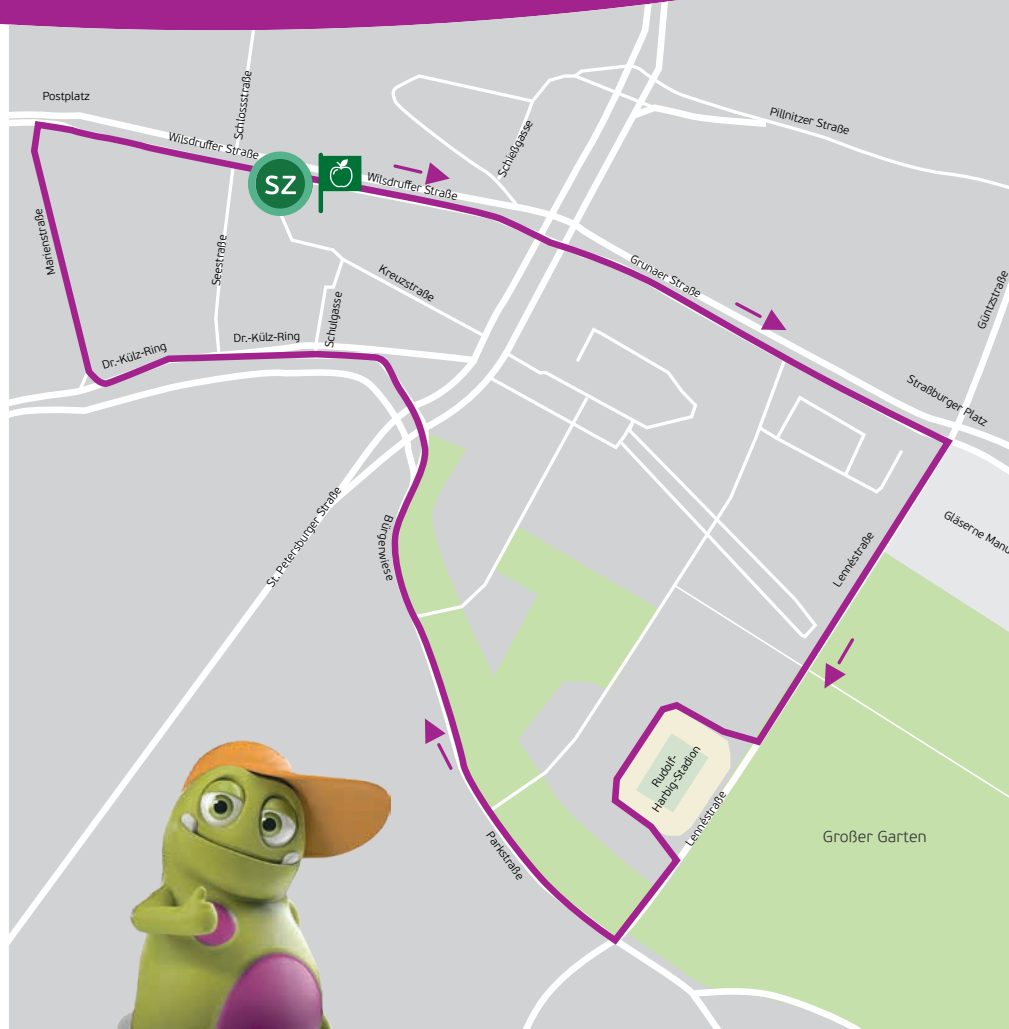 Postplatz
Schlossstraße
Wilsdruffer Straße
SZ
Wilsdruffer Straße
Schießgasse
Pillnitzer Straße
Marienstraße
Seestraße
Kreuzstraße
Schulgasse
Grunaer Straße
Güntzstraße
Dr.-Külz-Ring
Dr.-Külz-Ring
Straßburger Platz
Gläserne Manu
St. Petersburger Straße
Bürgerwiese
Lennéstraße
Rudolf-
Harbig-Stadion
Lennéstraße
Parkstraße
Großer Garten